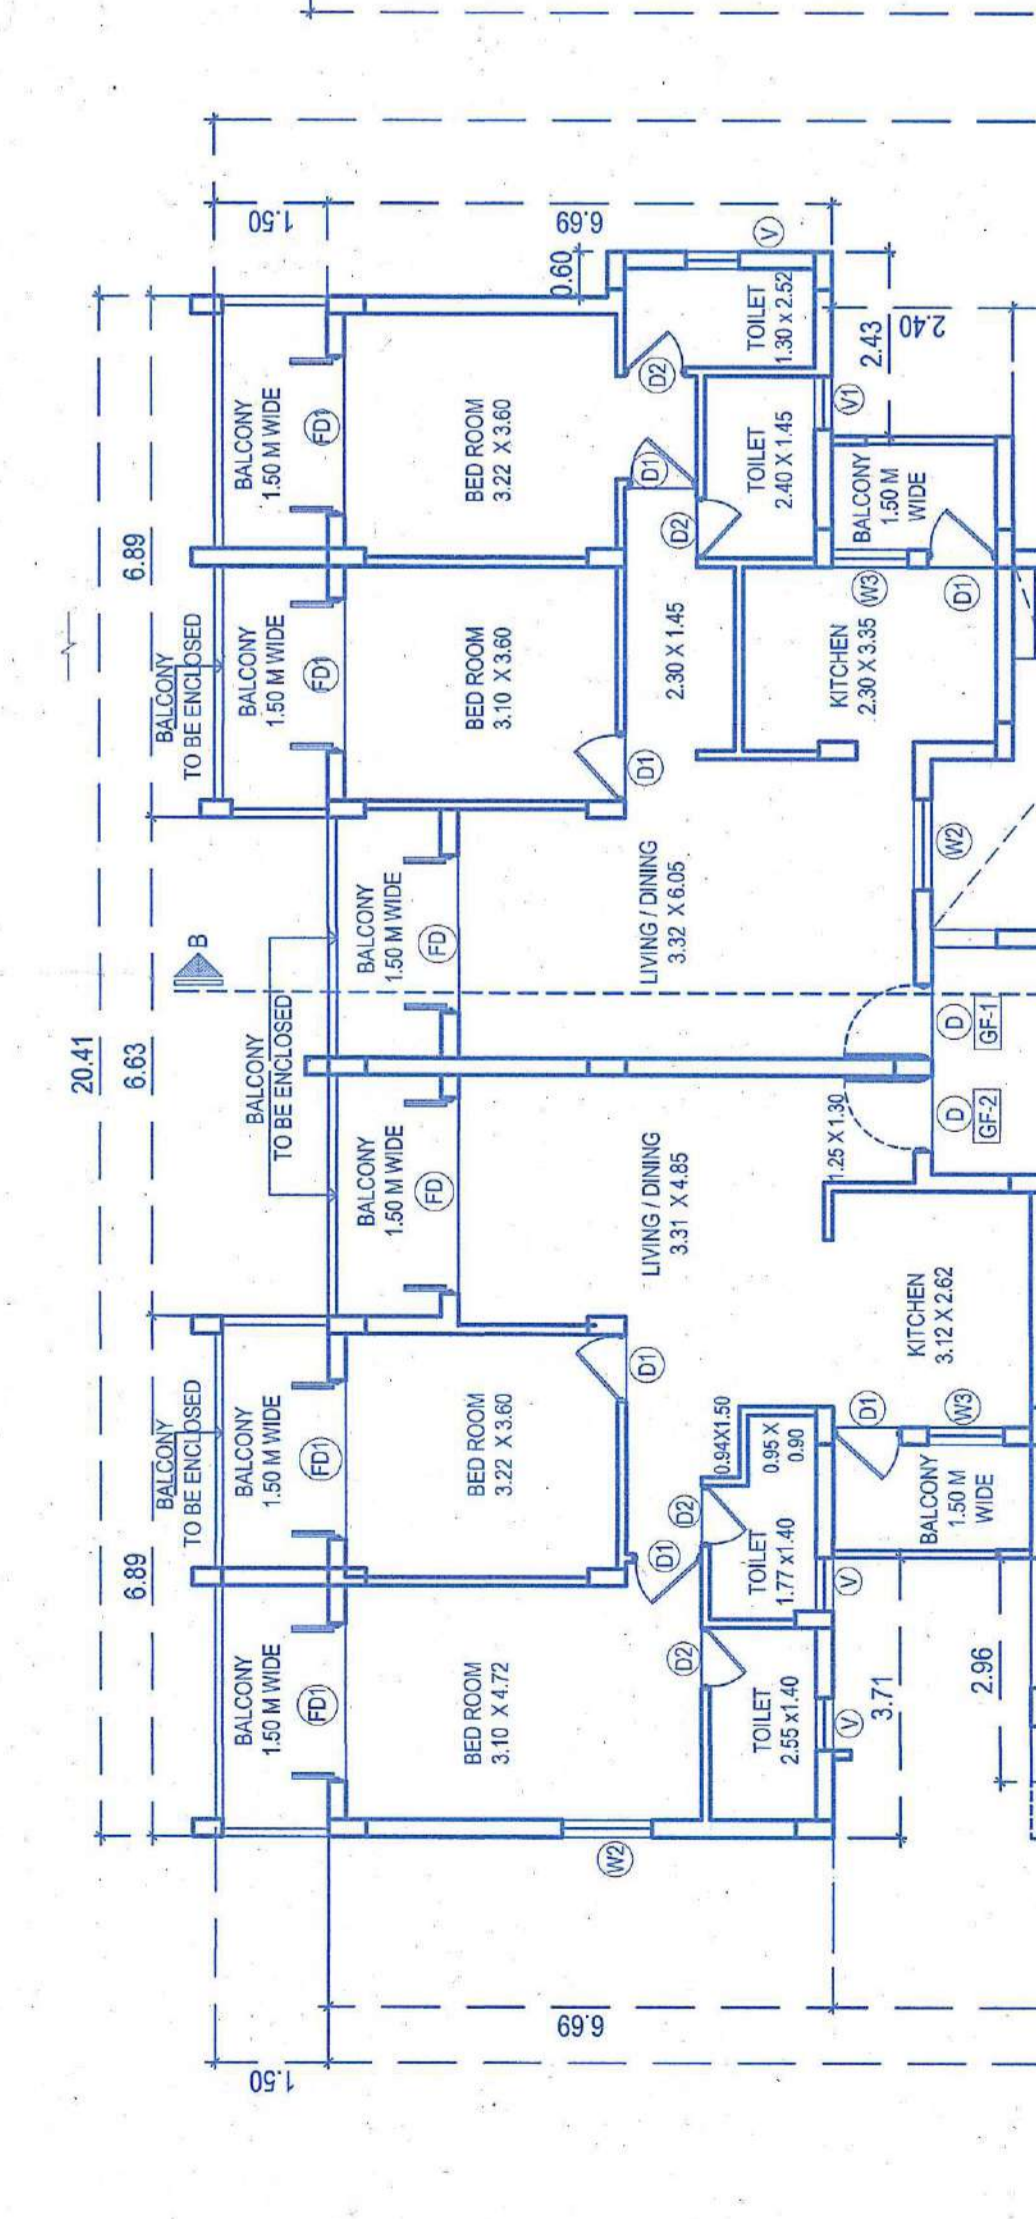 20.41
6.89
6.63
6.89
BALCONY
TO BE ENCLOSED
BALCONY
TO BE ENCLOSED
BALCONY
TO BE ENCLOSED
B
1.50
6.69
1.50
6.69
0.60
BALCONY
1.50 M WIDE
FD1
BALCONY
1.50 M WIDE
FD1
BALCONY
1.50 M WIDE
FD
BALCONY
1.50 M WIDE
FD
BALCONY
1.50 M WIDE
FD1
BALCONY
1.50 M WIDE
FD1
BED ROOM
3.10 X 4.72
BED ROOM
3.22 X 3.60
BED ROOM
3.10 X 3.60
BED ROOM
3.22 X 3.60
W2
D1
D1
D1
D1
D2
D2
D2
D2
LIVING / DINING
3.31 X 4.85
LIVING / DINING
3.32 X 6.05
2.30 X 1.45
0.94X1.50
0.95 X
0.90
TOILET
2.55 x1.40
TOILET
1.77 x1.40
TOILET
2.40 X 1.45
TOILET
1.30 x 2.52
V
V
V1
V
1.25 X 1.30
D1
W3
KITCHEN
3.12 X 2.62
KITCHEN
2.30 X 3.35
W3
D1
BALCONY
1.50 M
WIDE
BALCONY
1.50 M
WIDE
W2
D
GF-2
D
GF-1
3.71
2.96
2.43
2.40